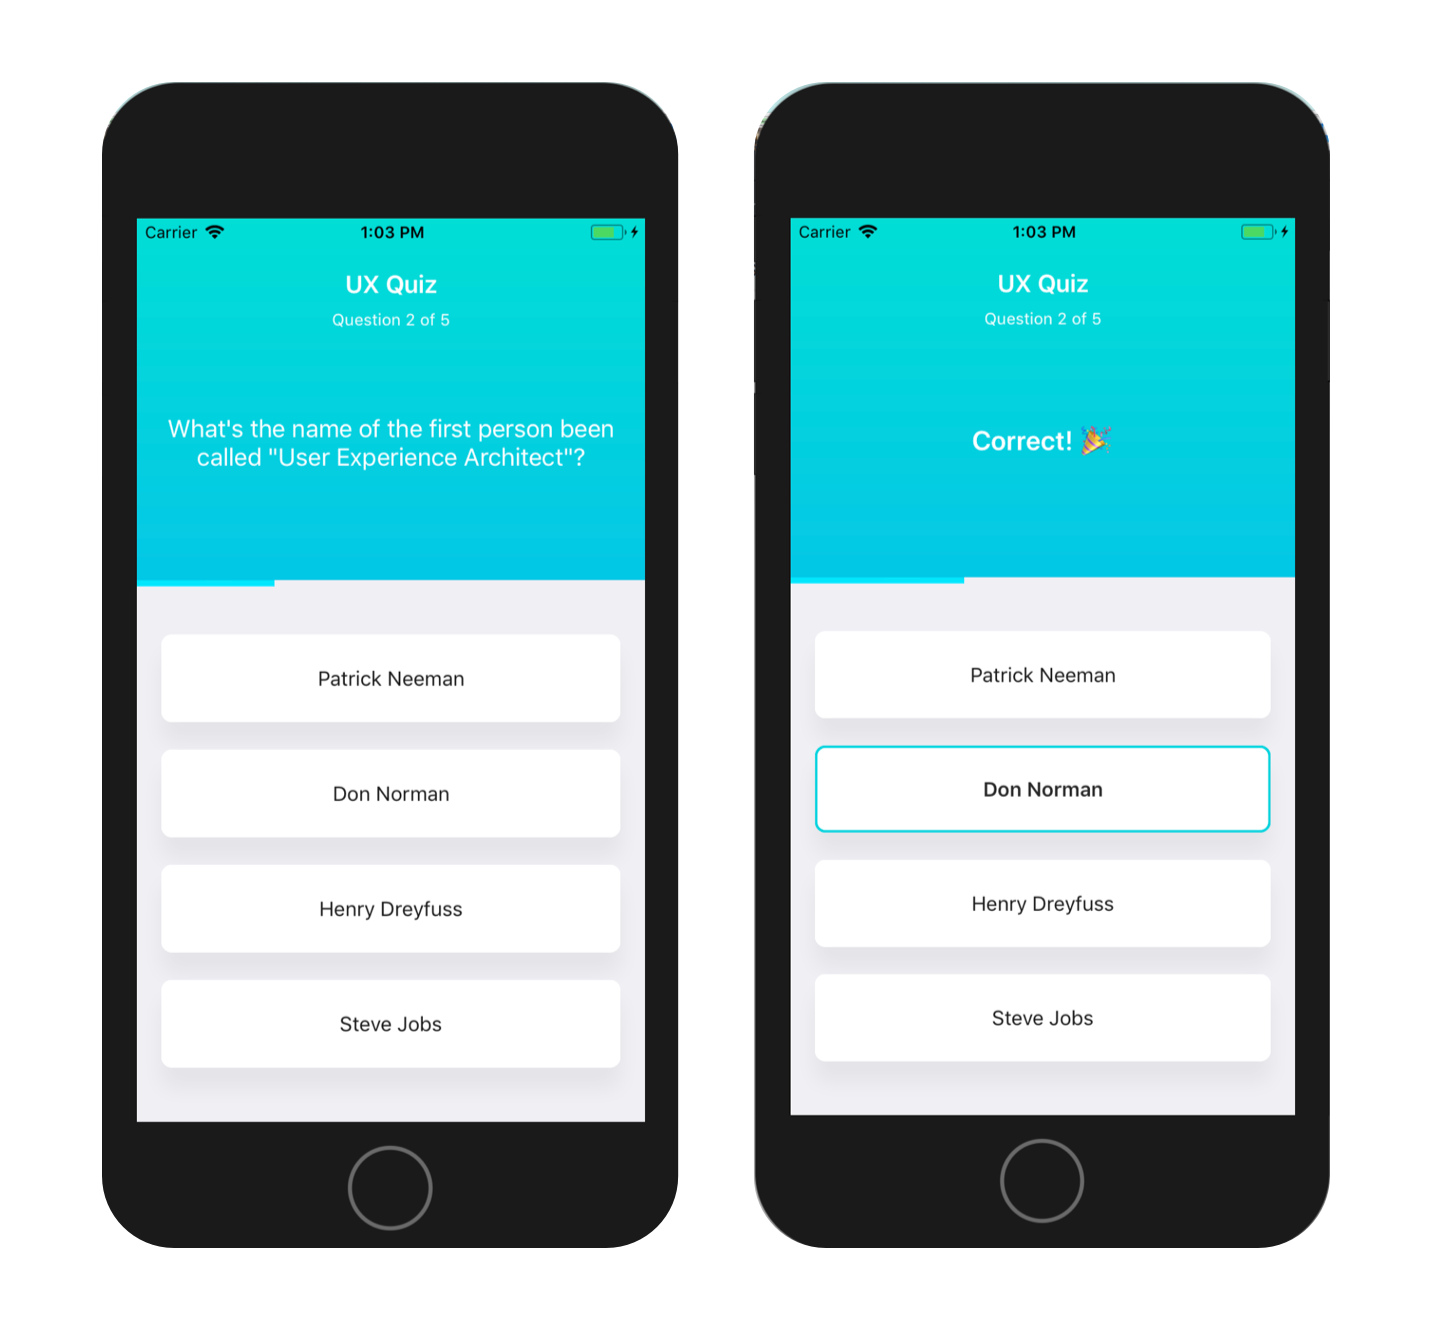 Carrier 1:03 PM
UX Quiz
Question 2 of 5
What's the name of the first person been
called "User Experience Architect"?
Patrick Neeman
Don Norman
Henry Dreyfuss
Steve Jobs
Carrier 1:03 PM
UX Quiz
Question 2 of 5
Correct! 🎉
Patrick Neeman
Don Norman
Henry Dreyfuss
Steve Jobs